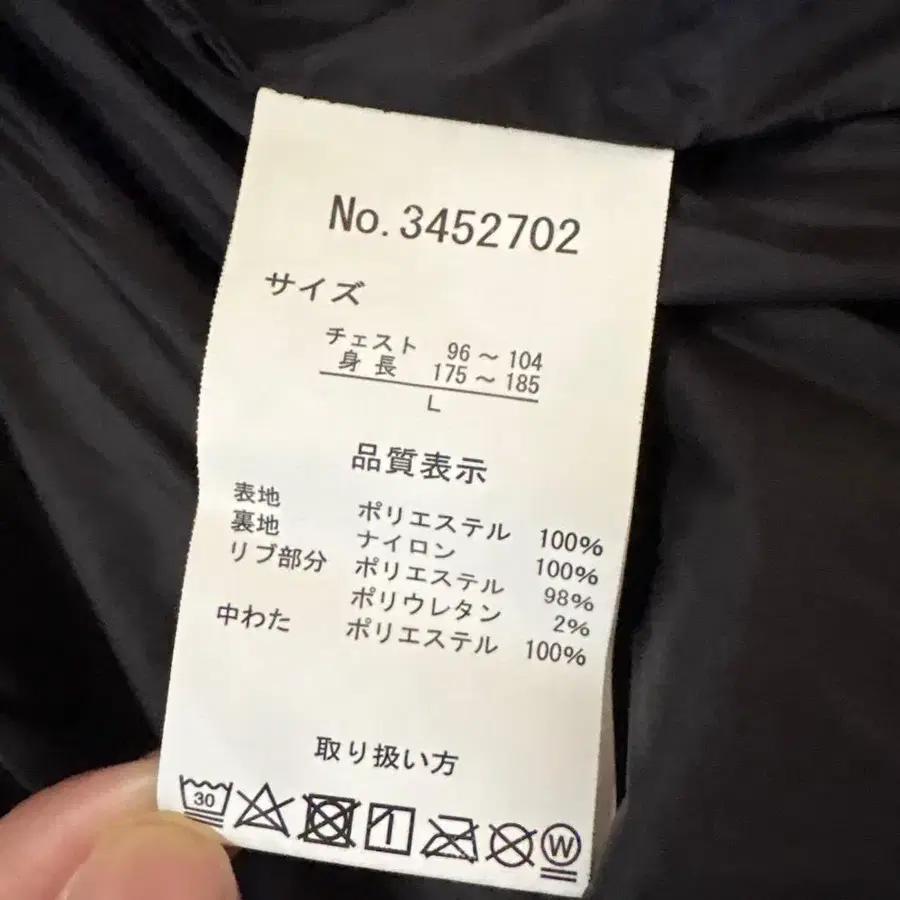 No.3452702
サイズ
チェスト 96 ~ 104
身長 175 ~ 185
L
品質表示
表地 ポリエステル 100%
裏地 ナイロン 100%
リブ部分 ポリエステル 98%
ポリウレタン 2%
中わた ポリエステル 100%
取り扱い方
30 W